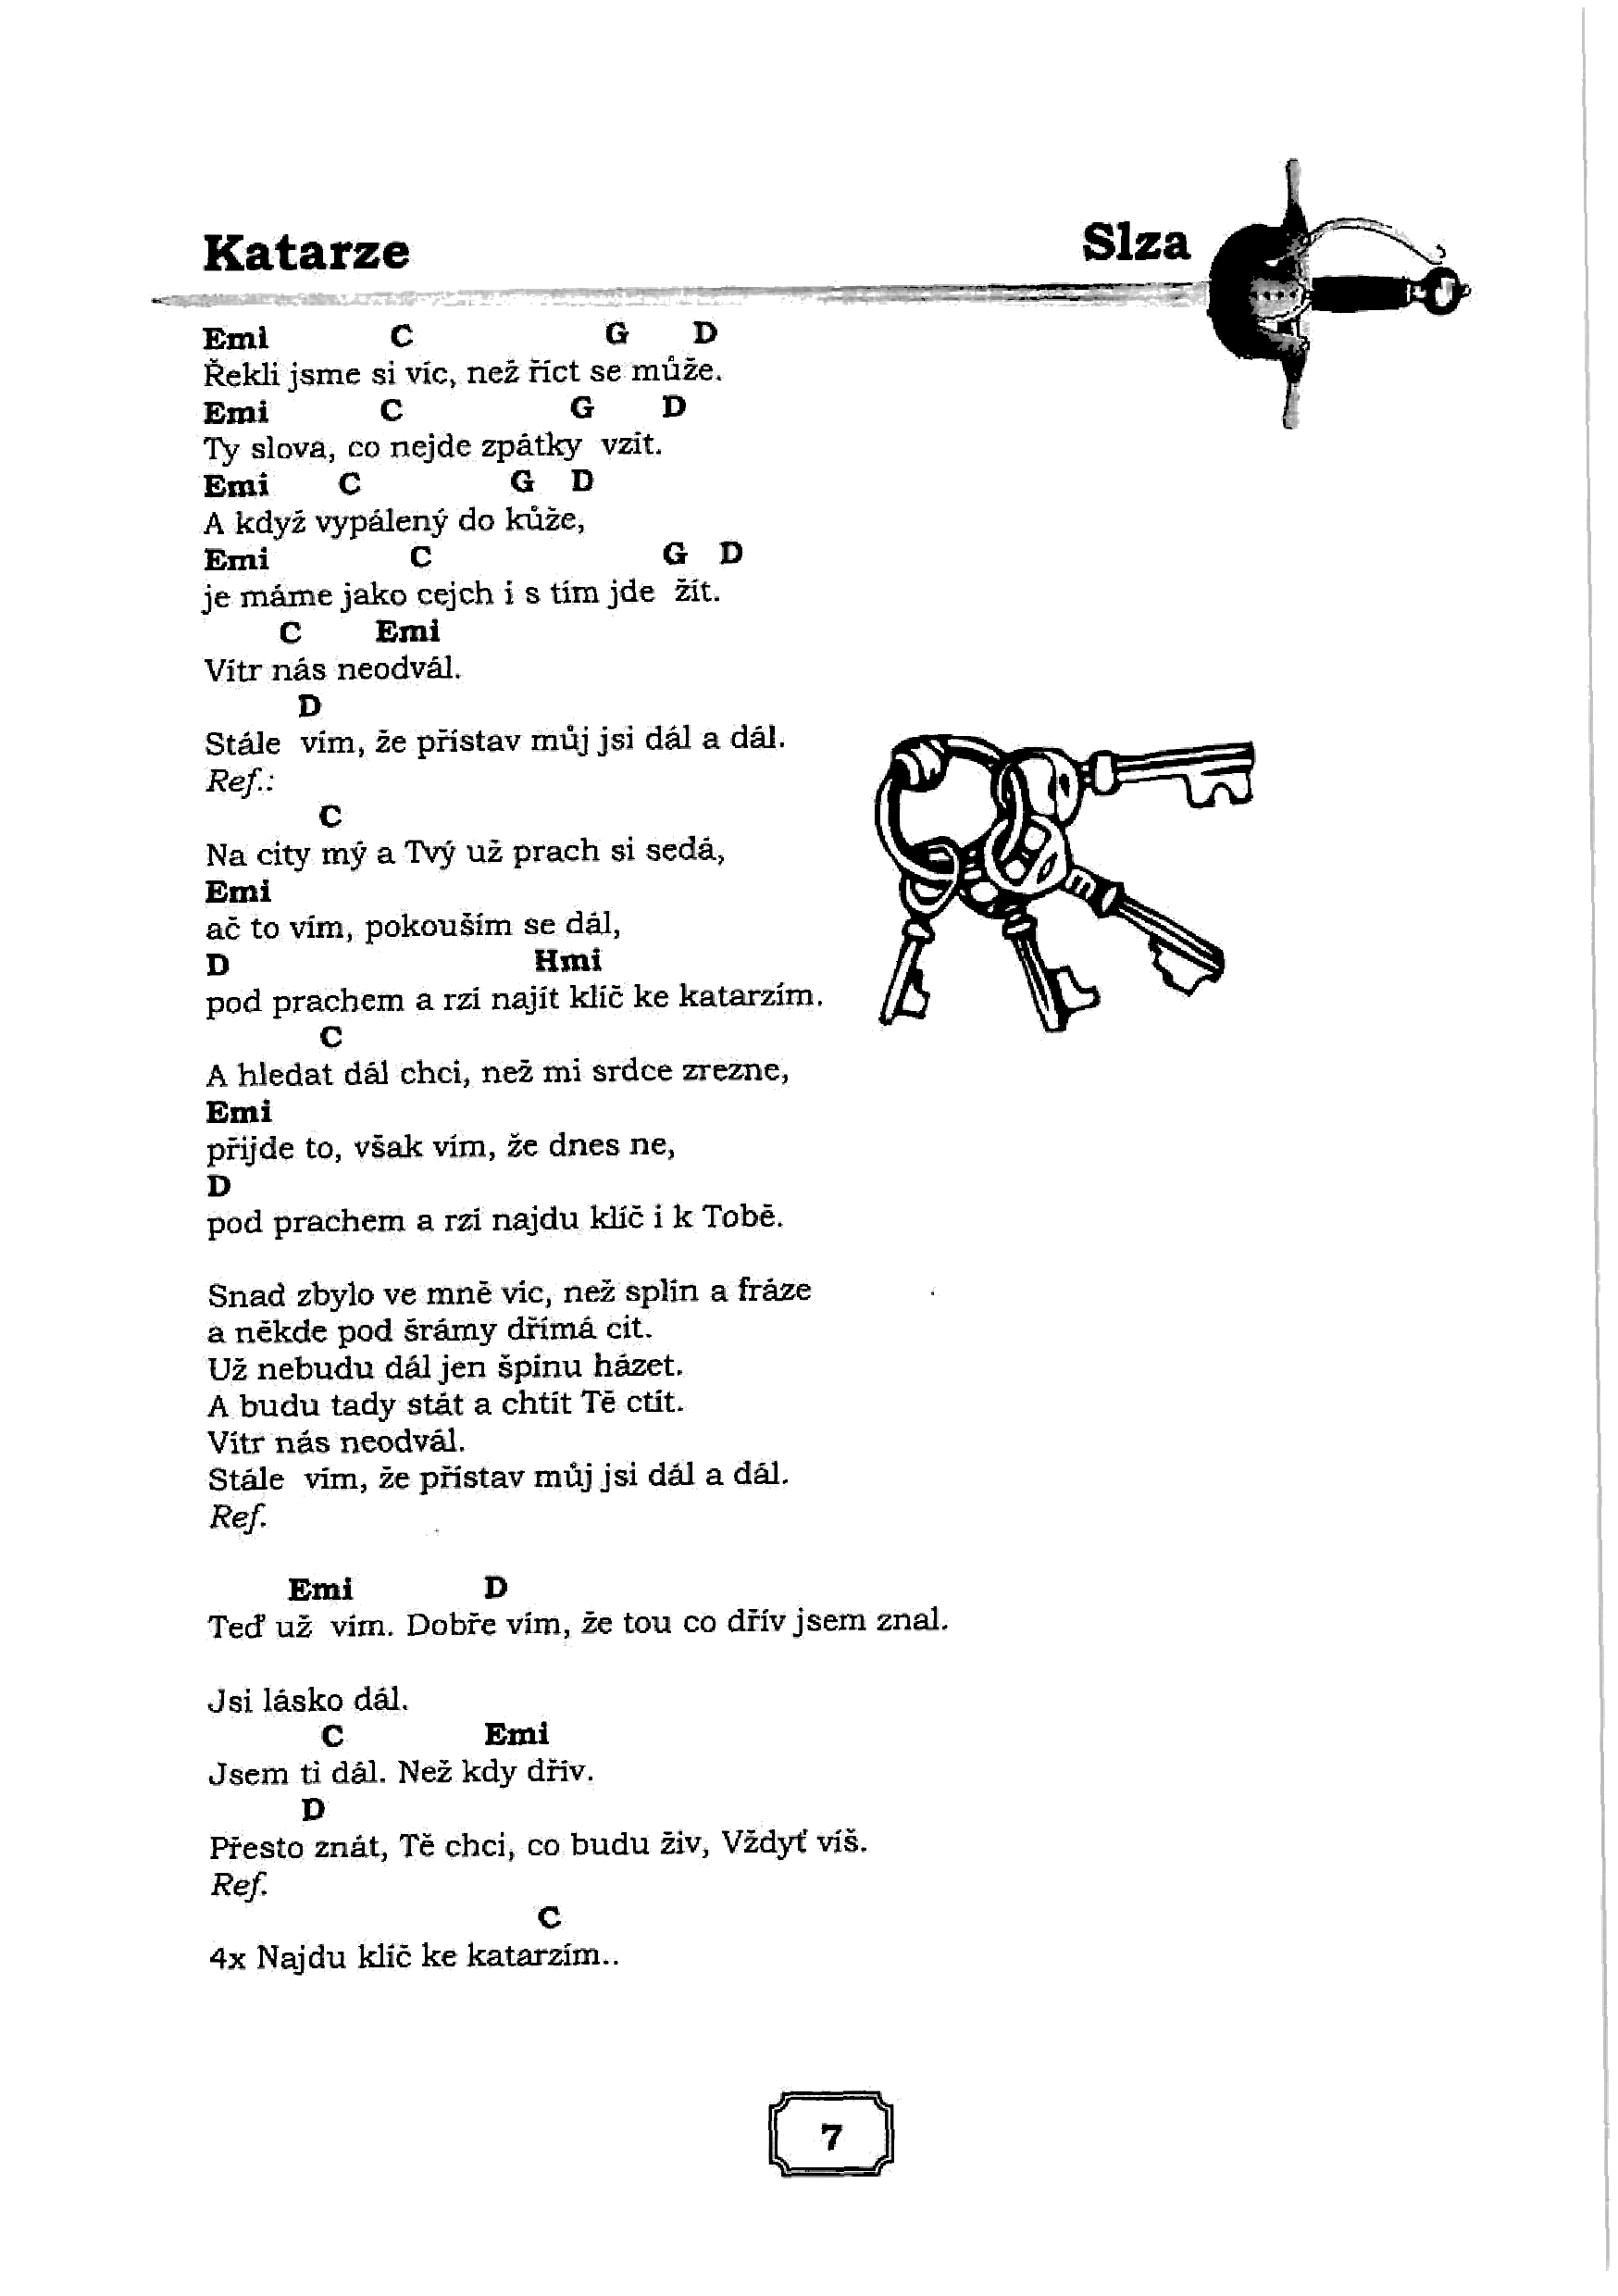 Katarze
Slza
Emi C G D
Řekli jsme si víc, než říct se může.
Emi C G D
Ty slova, co nejde zpátky vzít.
Emi C G D
A když vypálený do kůže,
Emi C G D
je máme jako cejch i s tím jde žít.
C Emi
Vítr nás neodvál.
D
Stále vím, že přístav můj jsi dál a dál.
Ref.:
C
Na city mý a Tvý už prach si sedá,
Emi
ač to vím, pokouším se dál,
D Hmi
pod prachem a rzí najít klíč ke katarzím.
C
A hledat dál chci, než mi srdce zrezne,
Emi
přijde to, však vím, že dnes ne,
D
pod prachem a rzí najdu klíč i k Tobě.
Snad zbylo ve mně víc, než splín a fráze
a někde pod šrámy dřímá cit.
Už nebudu dál jen špínu házet.
A budu tady stát a chtít Tě ctít.
Vítr nás neodvál.
Stále vím, že přístav můj jsi dál a dál.
Ref.
Emi D
Teď už vím. Dobře vím, že tou co dřív jsem znal.
Jsi lásko dál.
C Emi
Jsem ti dál. Než kdy dřív.
D
Přesto znát, Tě chci, co budu živ, Vždyť víš.
Ref.
C
4x Najdu klíč ke katarzím..
7